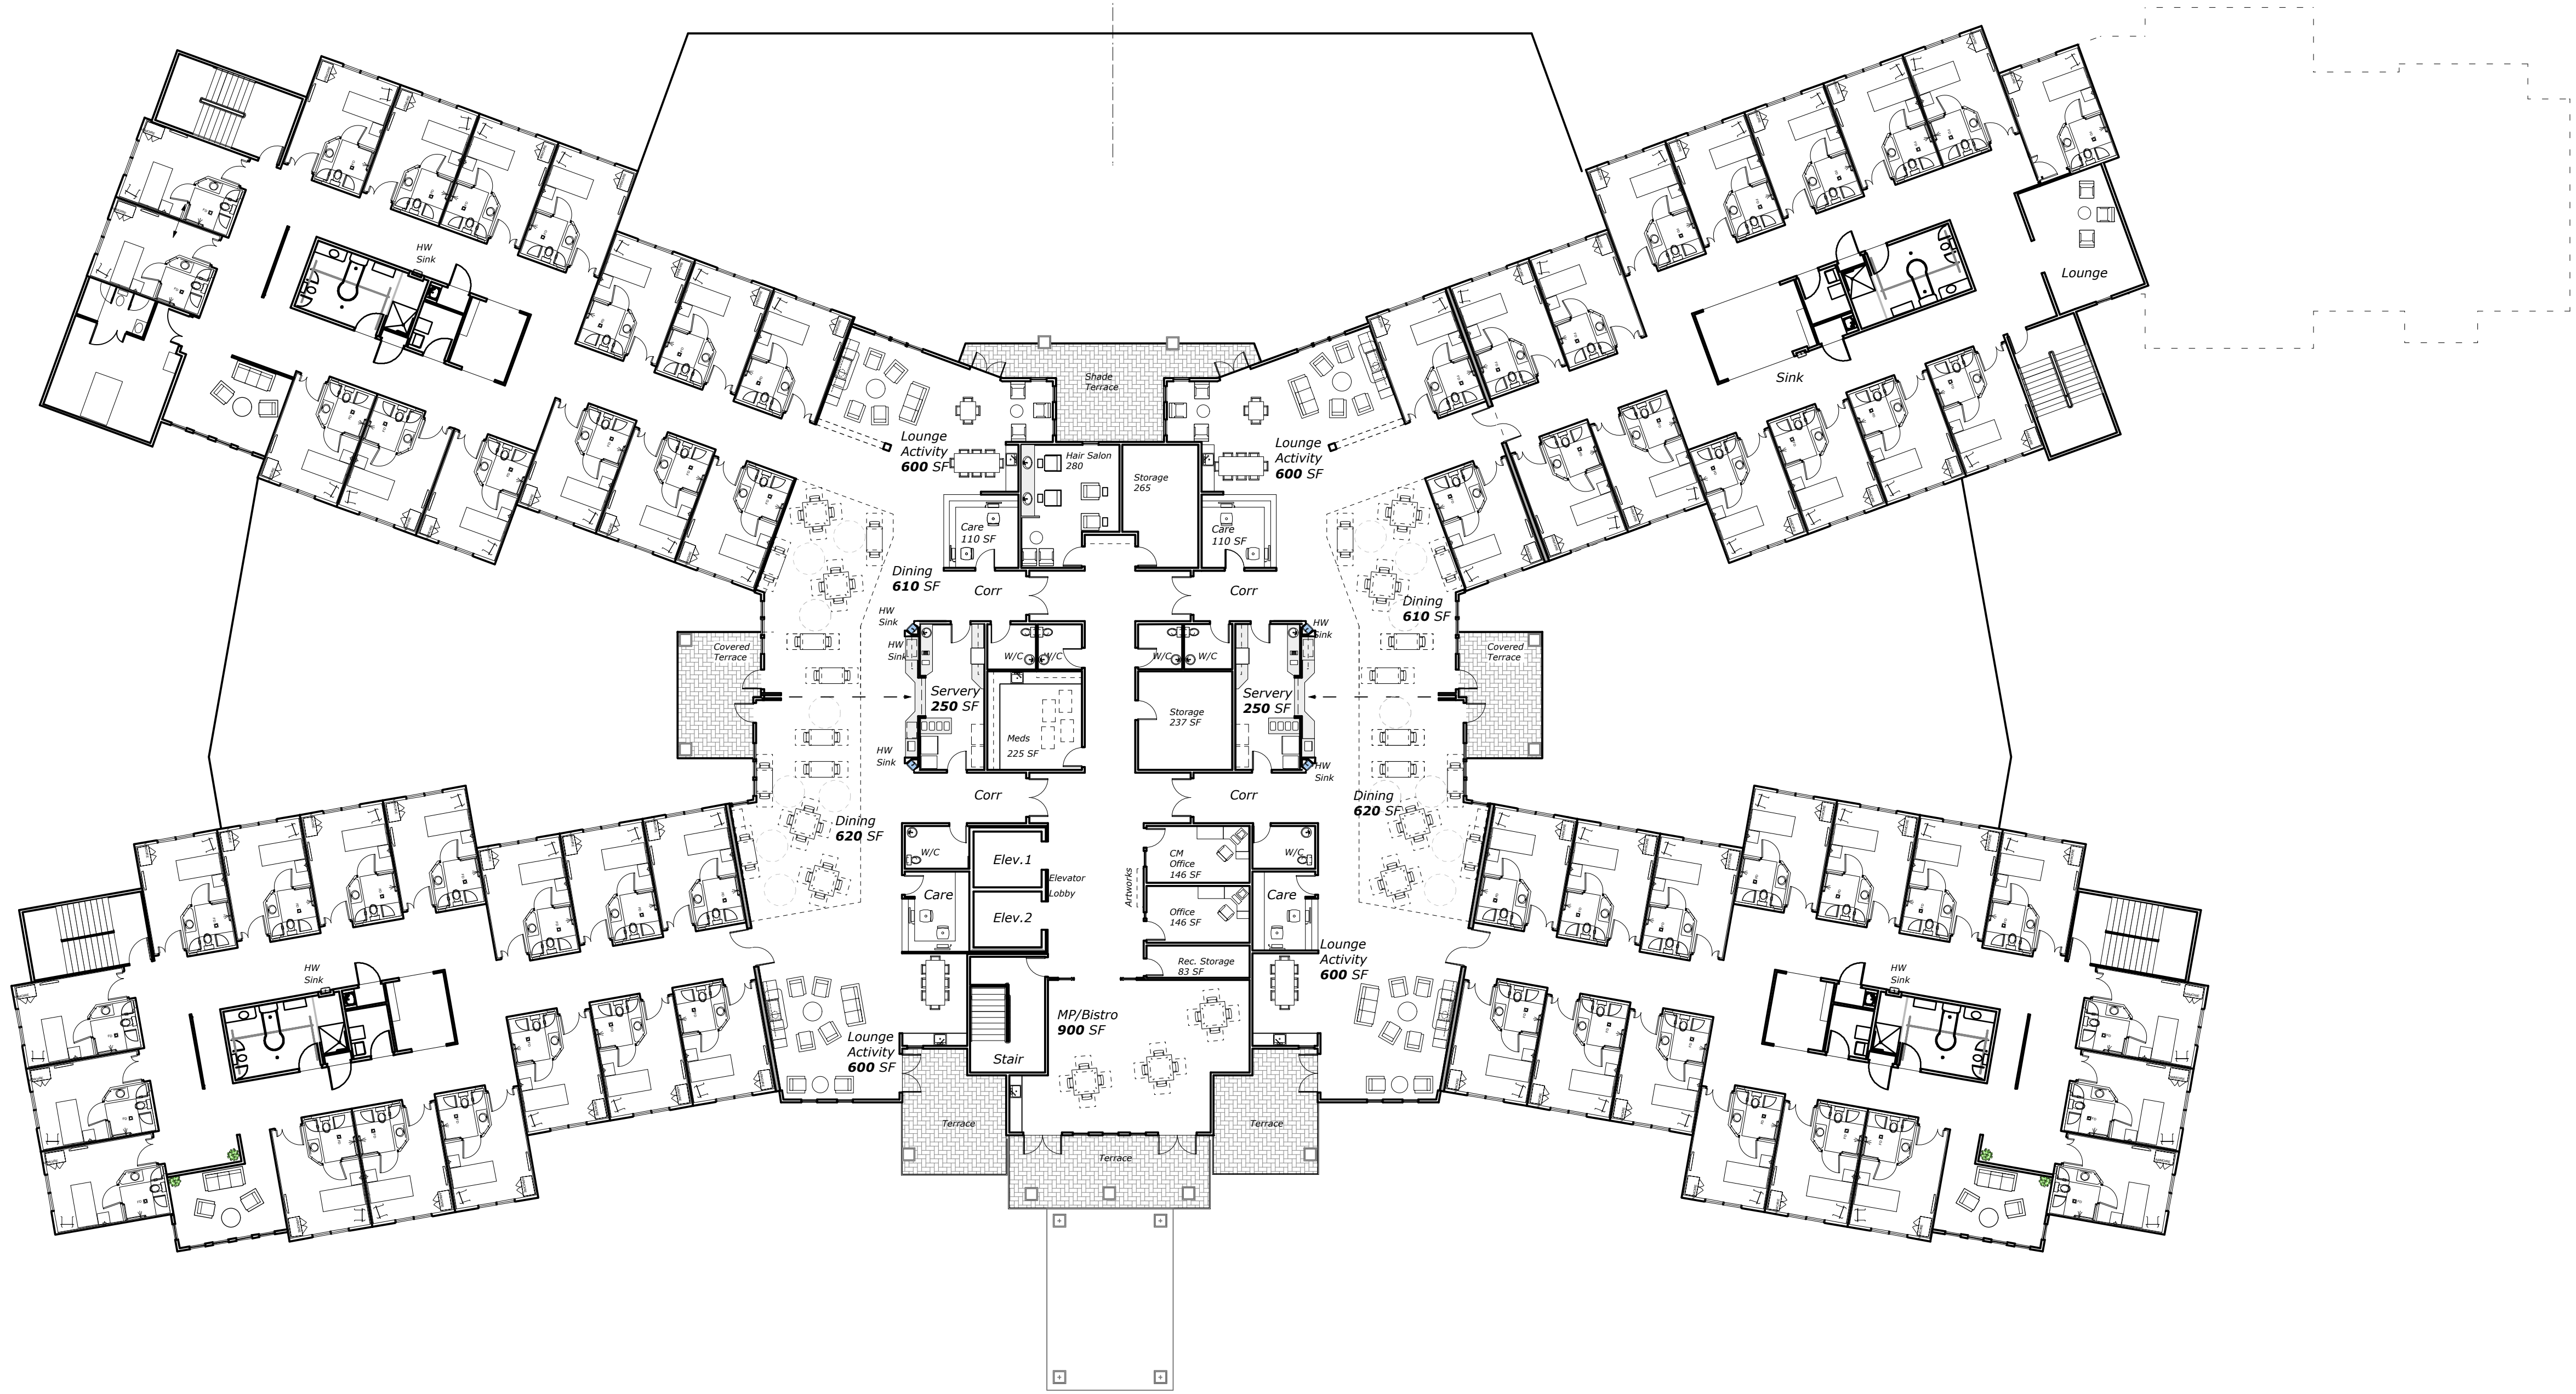 HW
Sink
Lounge
Sink
Shade
Terrace
Lounge
Activity
600 SF
Hair Salon
280
Storage
265
Lounge
Activity
600 SF
Care
110 SF
Care
110 SF
Dining
610 SF
Corr
Corr
Dining
610 SF
HW
Sink
HW
Sink
HW
Sink
Covered
Terrace
W/C
W/C
W/C
W/C
Covered
Terrace
Servery
250 SF
Servery
250 SF
Storage
237 SF
Meds
225 SF
HW
Sink
HW
Sink
Corr
Corr
Dining
620 SF
Dining
620 SF
W/C
Elev.1
Elevator
Lobby
Artworks
CM
Office
146 SF
W/C
Care
Elev.2
Office
146 SF
Care
Rec. Storage
83 SF
Lounge
Activity
600 SF
HW
Sink
HW
Sink
MP/Bistro
900 SF
Lounge
Activity
600 SF
Stair
Terrace
Terrace
Terrace